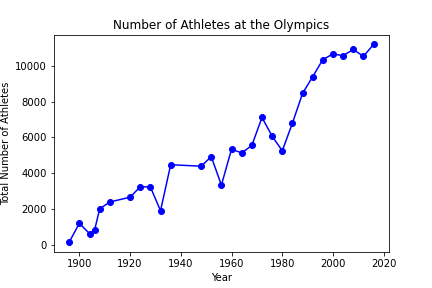 Number of Athletes at the Olympics
Total Number of Athletes
10000
8000
6000
4000
2000
0
1900 1920 1940 1960 1980 2000 2020
Year